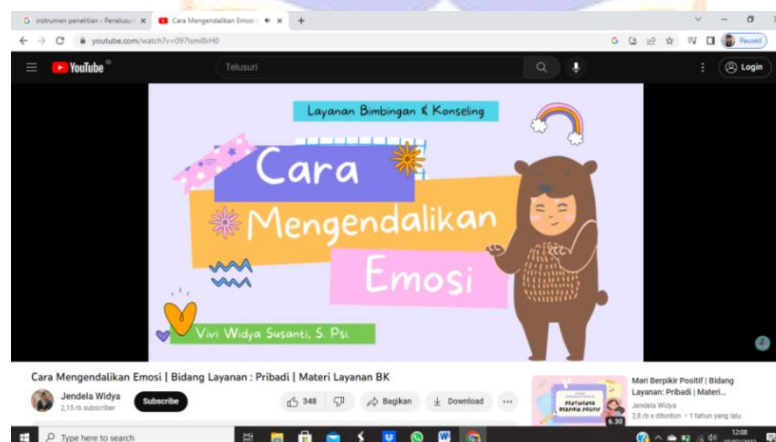 instrumen penelitian - Penelusu
Cara Mengendalikan Emosi |
youtube.com/watch?v=
Paused
YouTube
ID
Telusuri
Login
Layanan Bimbingan & Konseling
Cara
Mengendalikan
Emosi
Vivi Widya Susanti, S. Psi.
Cara Mengendalikan Emosi | Bidang Layanan : Pribadi | Materi Layanan BK
Jendela Widya
2,15 rb subscriber
Subscribe
348
Bagikan
Download
6.30
Mari Berpikir Positif | Bidang
Layanan: Pribadi | Materi...
Jendela Widya
2,8 rb x ditonton • 1 tahun yang lalu
Type here to search
12:08